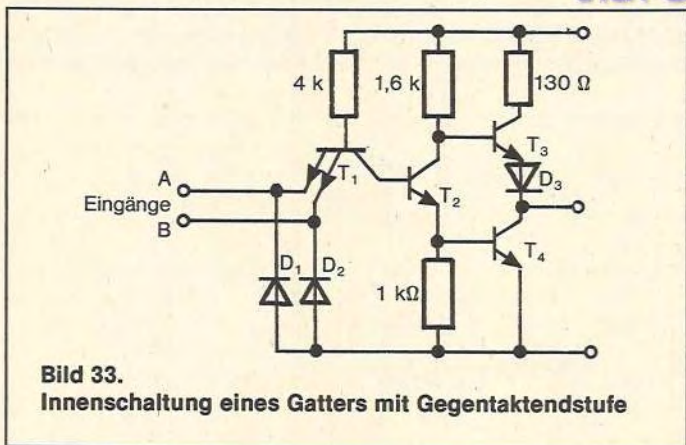 4 k
1,6 k
130 Ω
T₁
T₃
A
D₃
Eingänge
T₂
B
T₄
D₁
D₂
1 kΩ
Bild 33.
Innenschaltung eines Gatters mit Gegentaktendstufe